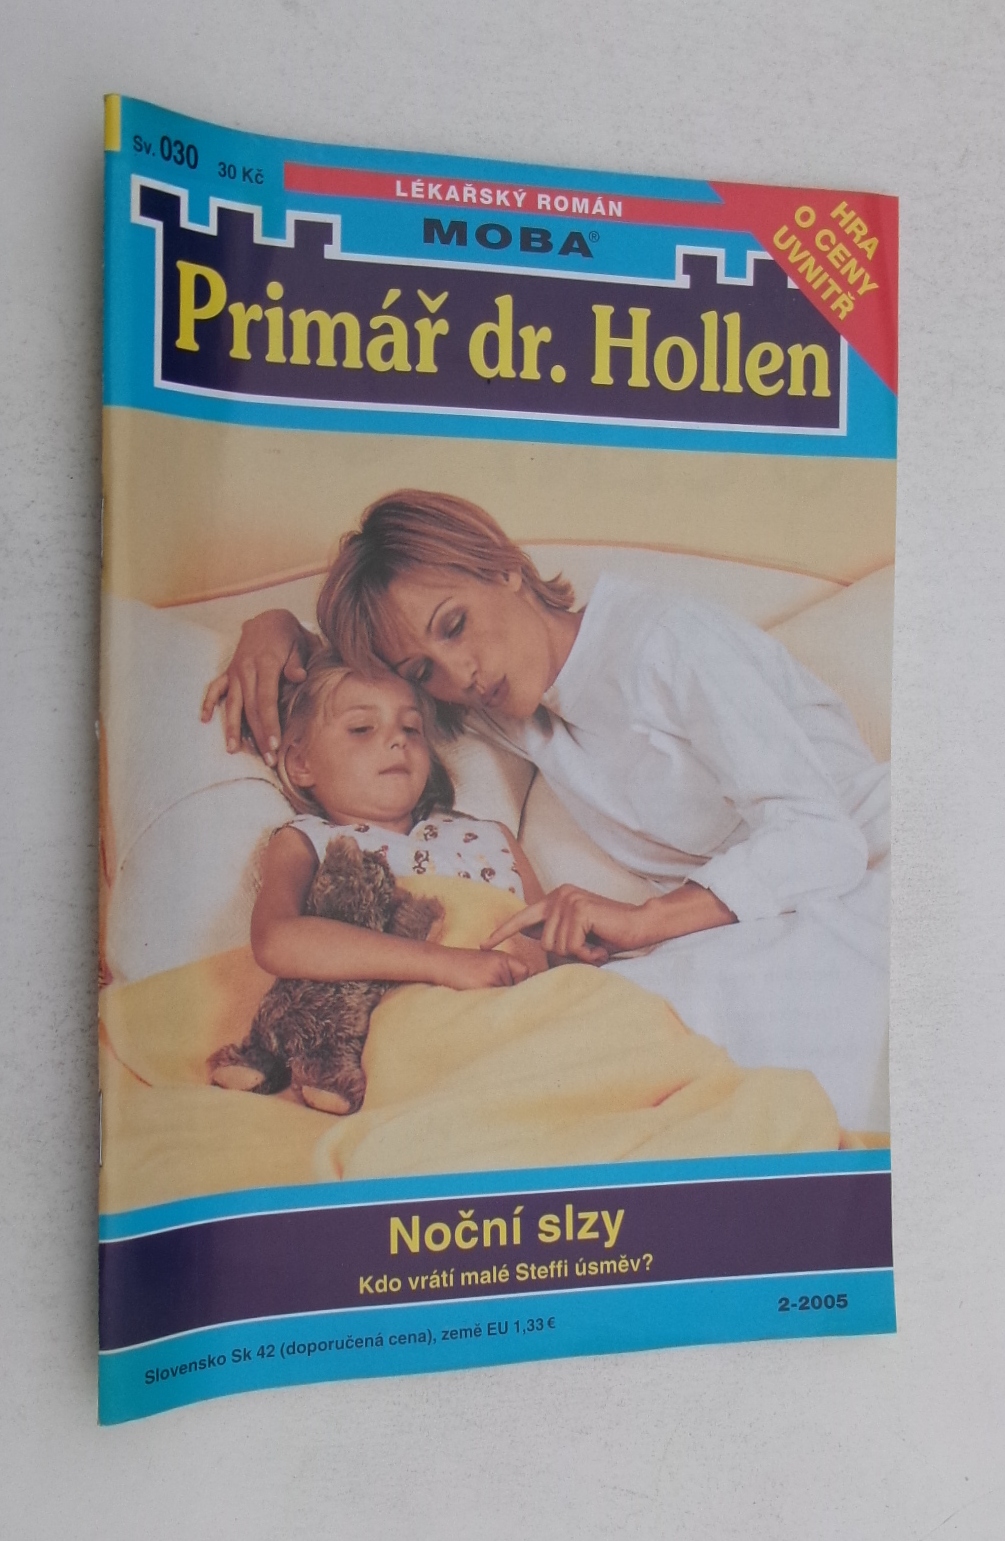 Sv. 030 30 Kč
LÉKAŘSKÝ ROMÁN
MOBA®
HRA
O CENY
UVNITŘ
Primář dr. Hollen
Noční slzy
Kdo vrátí malé Steffi úsměv?
2-2005
Slovensko Sk 42 (doporučená cena), země EU 1,33 €